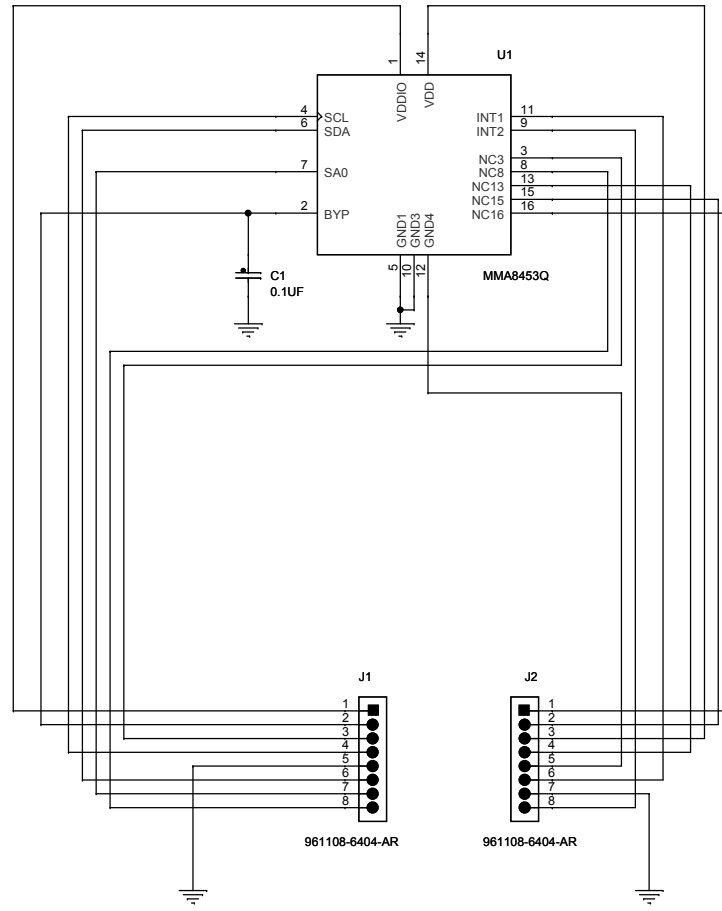 U1
1
14
VDDIO
VDD
4
SCL
6
SDA
7
SA0
2
BYP
INT1
11
INT2
9
NC3
3
NC8
8
NC13
13
NC15
15
NC16
16
GND1
GND3
GND4
5
10
12
MMA8453Q
C1
0.1UF
J1
1
2
3
4
5
6
7
8
961108-6404-AR
J2
1
2
3
4
5
6
7
8
961108-6404-AR